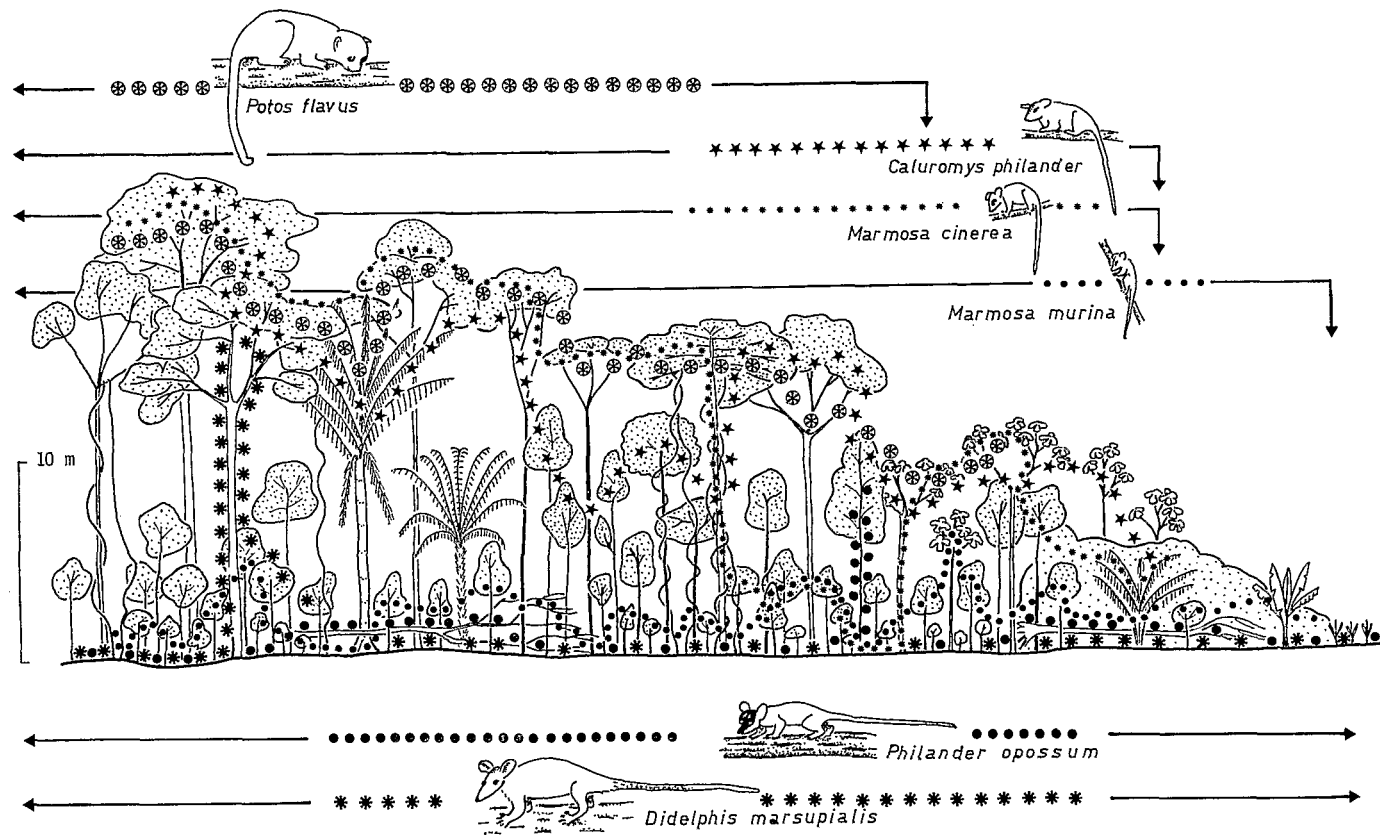 Potos flavus
Caluromys philander
Marmosa cinerea
Marmosa murina
10 m
Philander opossum
Didelphis marsupialis